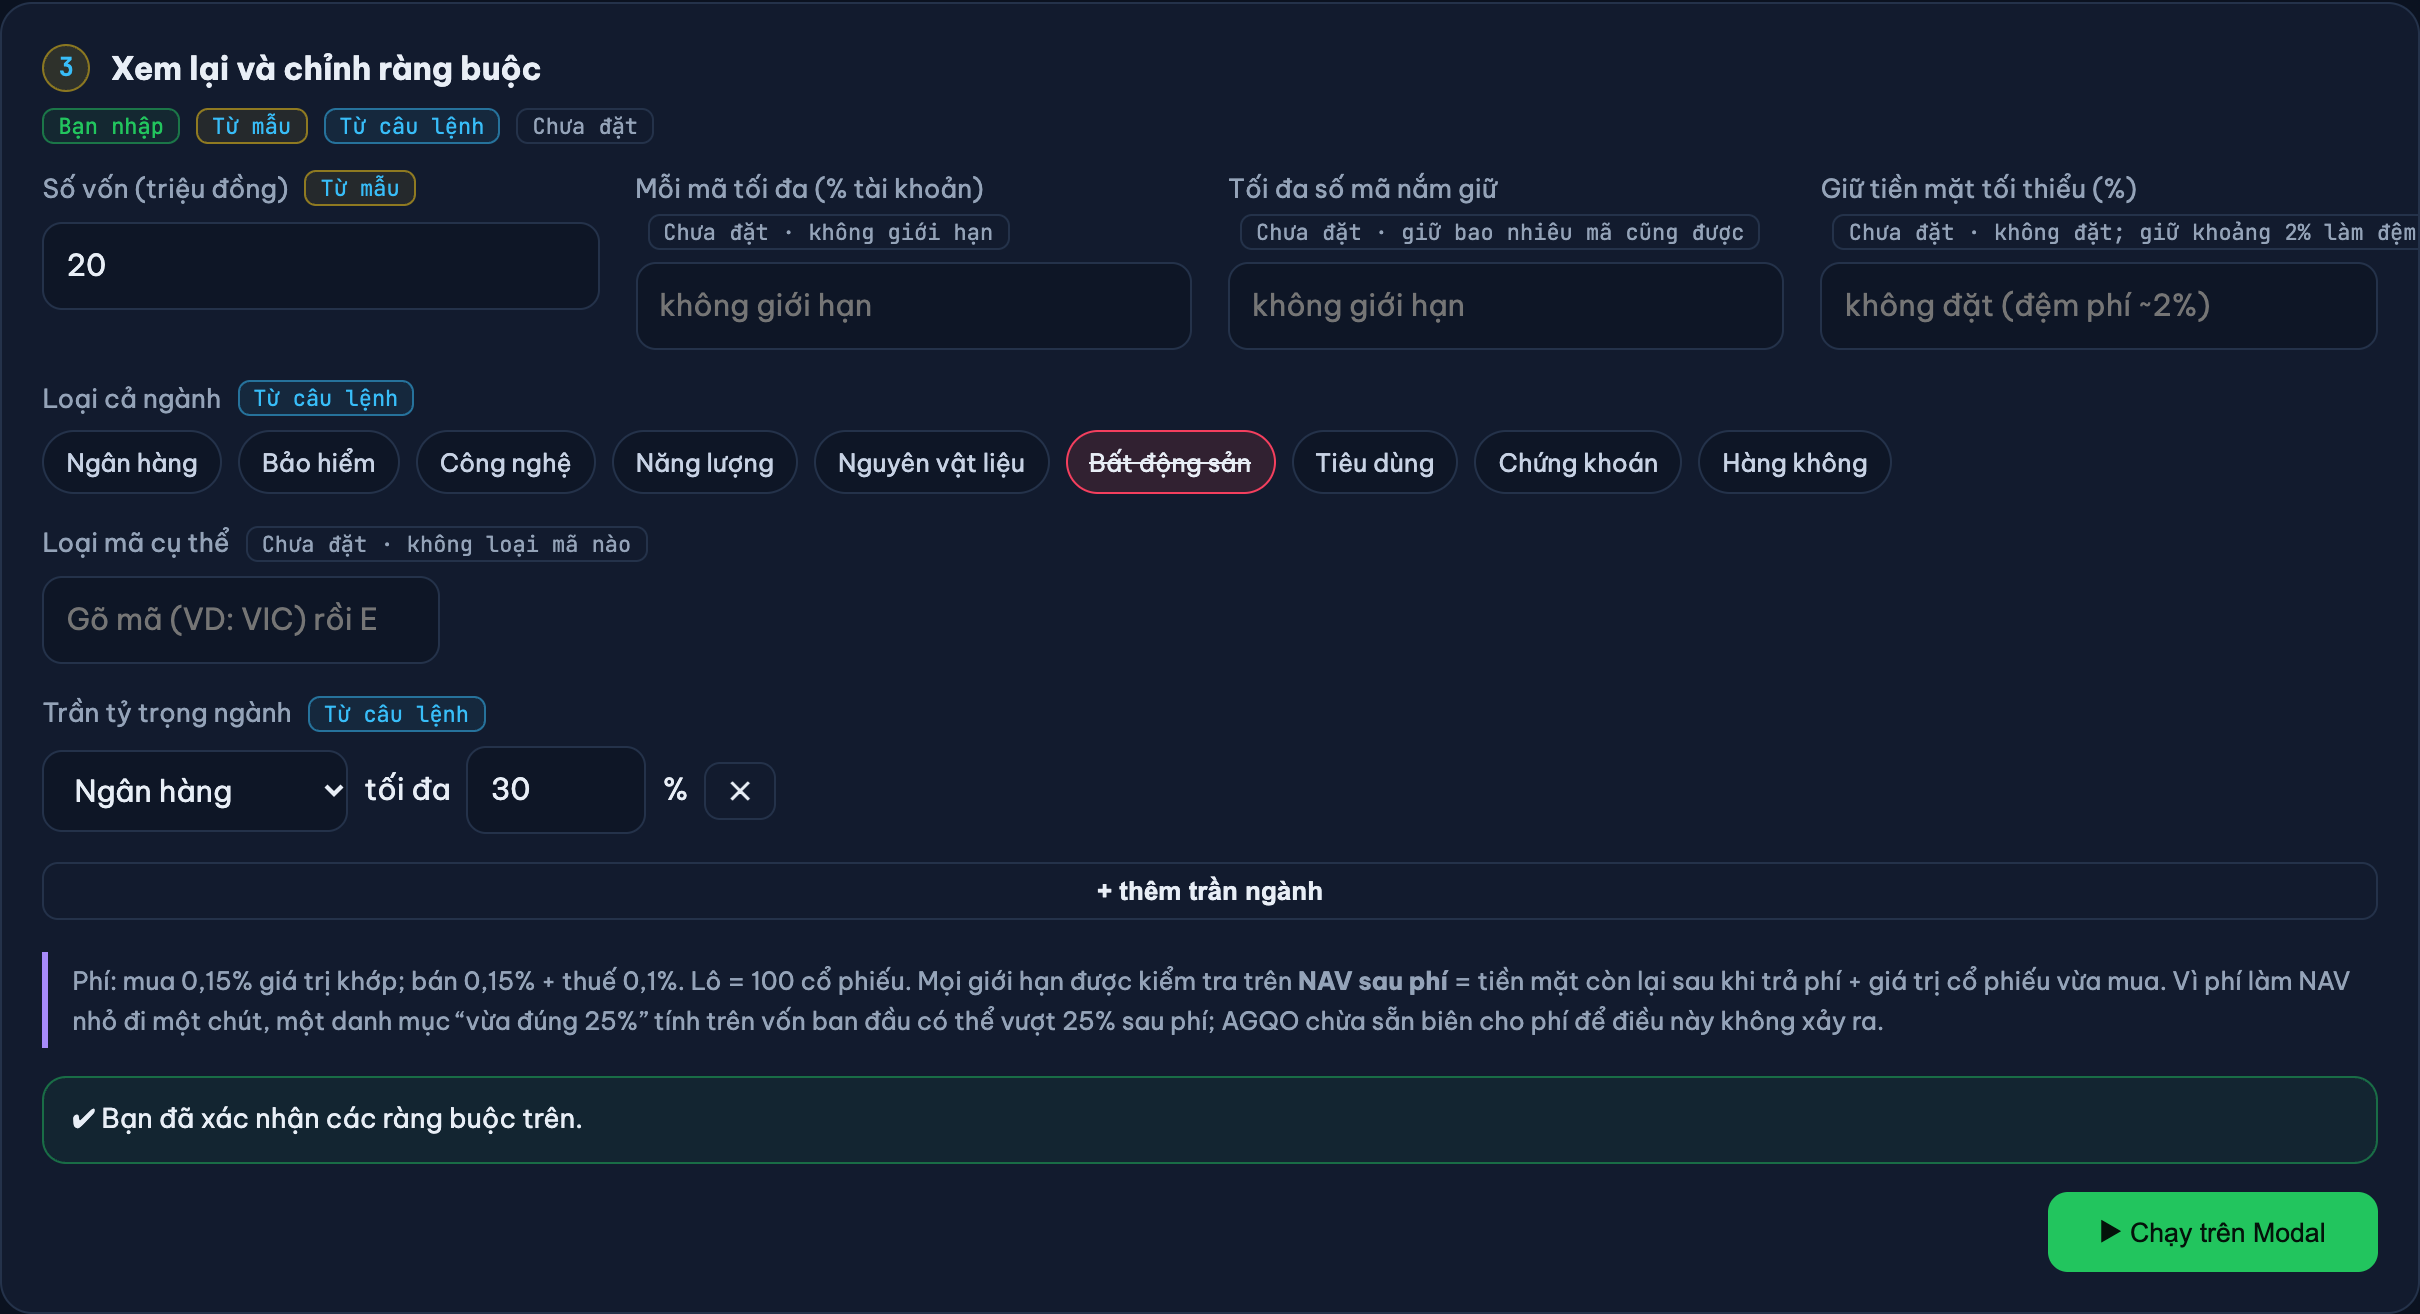 3 Xem lại và chỉnh ràng buộc
Bạn nhập Từ mẫu Từ câu lệnh Chưa đặt
Số vốn (triệu đồng) Từ mẫu
20
Mỗi mã tối đa (% tài khoản)
Chưa đặt · không giới hạn
không giới hạn
Tối đa số mã nắm giữ
Chưa đặt · giữ bao nhiêu mã cũng được
không giới hạn
Giữ tiền mặt tối thiểu (%)
Chưa đặt · không đặt; giữ khoảng 2% làm đệm
không đặt (đệm phí ~2%)
Loại cả ngành Từ câu lệnh
Ngân hàng Bảo hiểm Công nghệ Năng lượng Nguyên vật liệu Bất động sản Tiêu dùng Chứng khoán Hàng không
Loại mã cụ thể Chưa đặt · không loại mã nào
Gõ mã (VD: VIC) rồi E
Trần tỷ trọng ngành Từ câu lệnh
Ngân hàng tối đa 30 % ×
+ thêm trần ngành
Phí: mua 0,15% giá trị khớp; bán 0,15% + thuế 0,1%. Lô = 100 cổ phiếu. Mọi giới hạn được kiểm tra trên NAV sau phí = tiền mặt còn lại sau khi trả phí + giá trị cổ phiếu vừa mua. Vì phí làm NAV
nhỏ đi một chút, một danh mục “vừa đúng 25%” tính trên vốn ban đầu có thể vượt 25% sau phí; AGQO chừa sẵn biên cho phí để điều này không xảy ra.
✔ Bạn đã xác nhận các ràng buộc trên.
▶ Chạy trên Modal